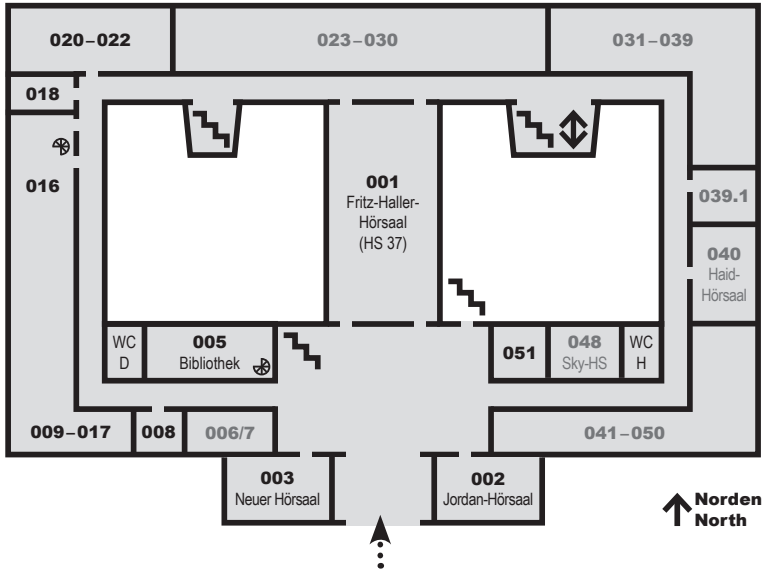 020–022
023–030
031–039
018
016
001
Fritz-Haller-
Hörsaal
(HS 37)
039.1
040
Haid-
Hörsaal
WC
D
005
Bibliothek
051
048
Sky-HS
WC
H
009–017
008
006/7
041–050
003
Neuer Hörsaal
002
Jordan-Hörsaal
Norden
North